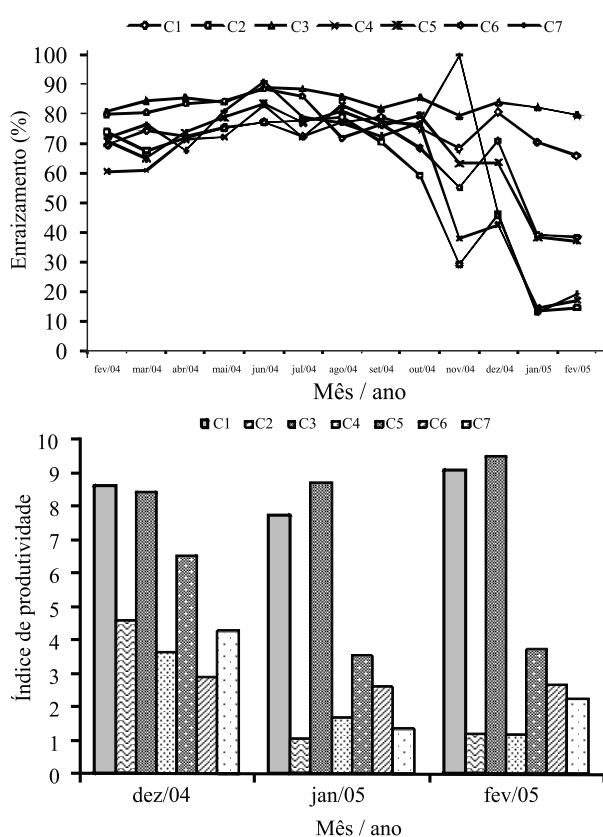 C1 C2 C3 C4 C5 C6 C7
Enraizamento (%)
100
90
80
70
60
50
40
30
20
10
0
fev/04 mar/04 abr/04 mai/04 jun/04 jul/04 ago/04 set/04 out/04 nov/04 dez/04 jan/05 fev/05
Mês / ano
C1 C2 C3 C4 C5 C6 C7
Índice de produtividade
10
9
8
7
6
5
4
3
2
1
0
dez/04 jan/05 fev/05
Mês / ano